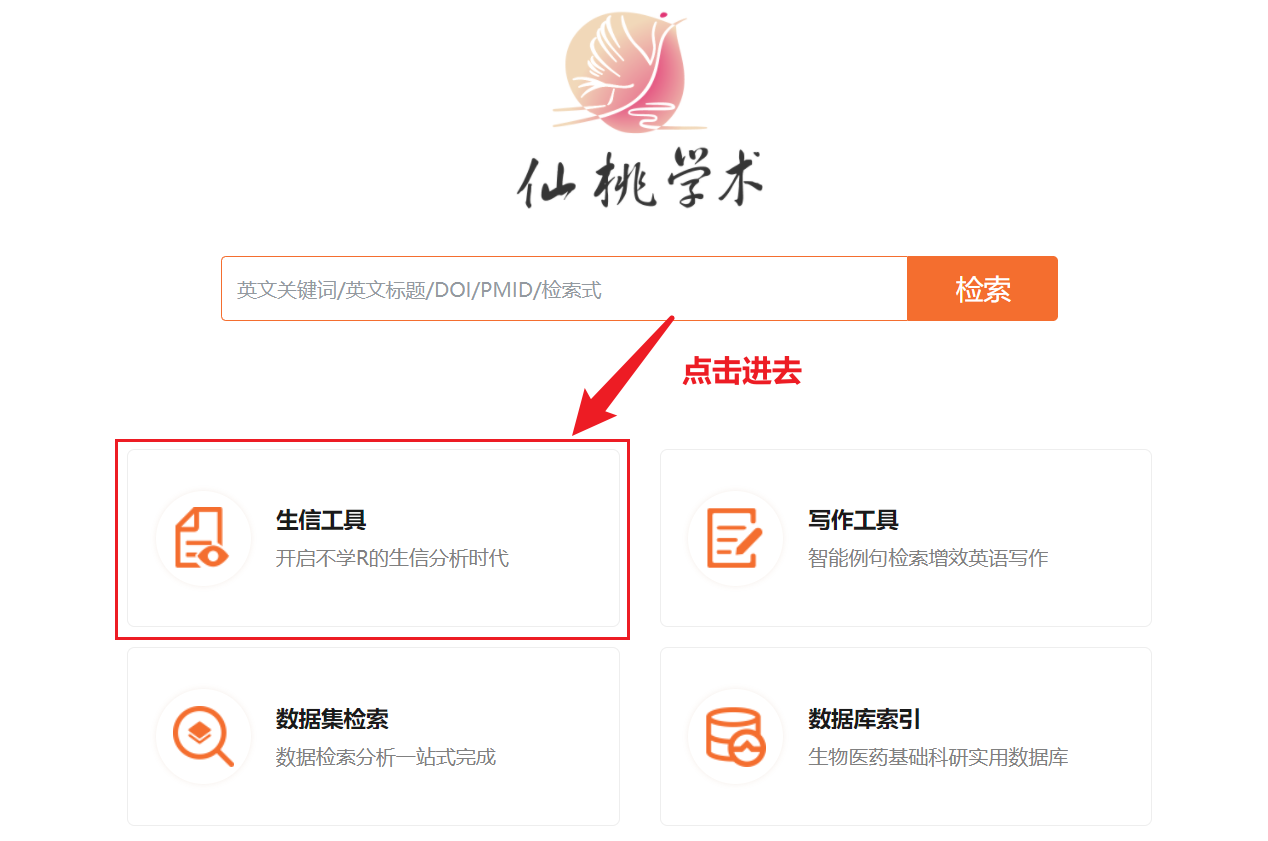 仙桃学术
英文关键词/英文标题/DOI/PMID/检索式
检索
点击进去
生信工具
开启不学R的生信分析时代
写作工具
智能例句检索增效英语写作
数据集检索
数据检索分析一站式完成
数据库索引
生物医药基础科研实用数据库